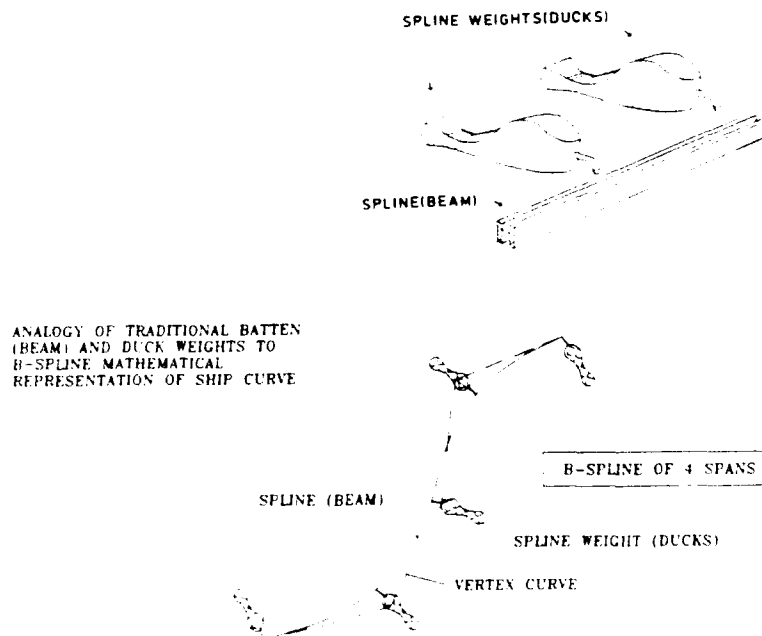 SPLINE WEIGHTS(DUCKS)
SPLINE(BEAM)
ANALOGY OF TRADITIONAL BATTEN
(BEAM) AND DUCK WEIGHTS TO
B-SPLINE MATHEMATICAL
REPRESENTATION OF SHIP CURVE
B-SPLINE OF 4 SPANS
SPLINE (BEAM)
SPLINE WEIGHT (DUCKS)
VERTEX CURVE